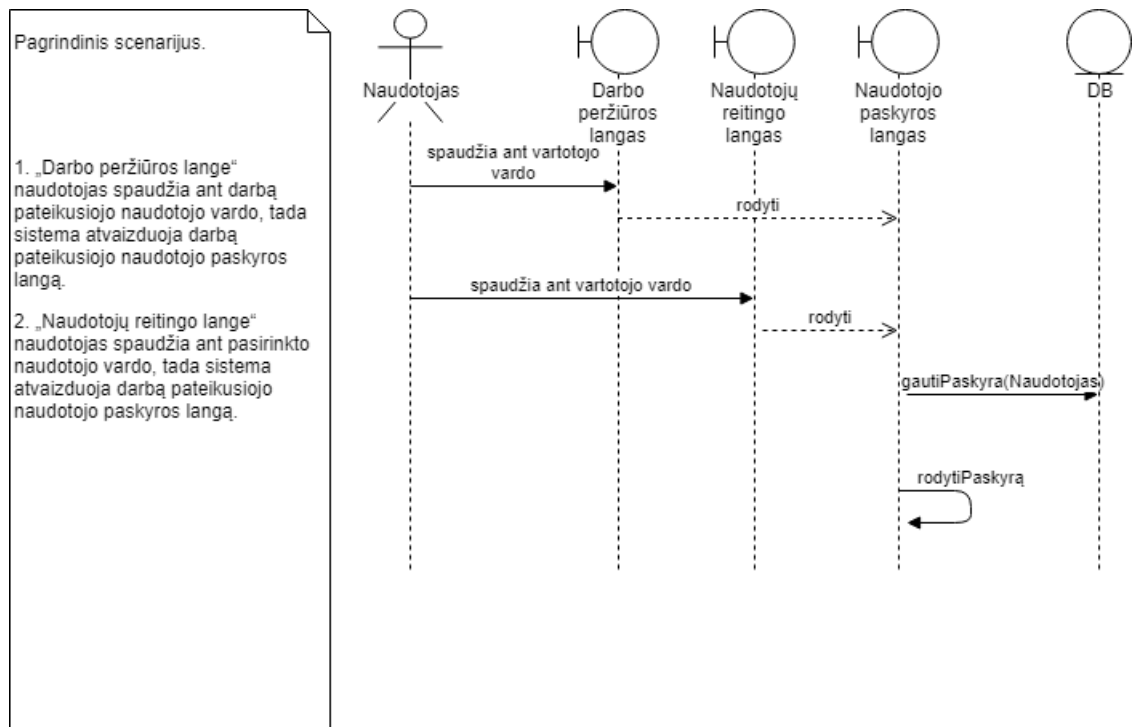 Pagrindinis scenarijus.
1. „Darbo peržiūros lange“
naudotojas spaudžia ant darbą
pateikusiojo naudotojo vardo, tada
sistema atvaizduoja darbą
pateikusiojo naudotojo paskyros
langą.
2. „Naudotojų reitingo lange“
naudotojas spaudžia ant pasirinkto
naudotojo vardo, tada sistema
atvaizduoja darbą pateikusiojo
naudotojo paskyros langą.
Naudotojas
Darbo
peržiūros
langas
Naudotojų
reitingo
langas
Naudotojo
paskyros
langas
DB
spaudžia ant vartotojo
vardo
rodyti
spaudžia ant vartotojo vardo
rodyti
gautiPaskyra(Naudotojas)
rodytiPaskyrą